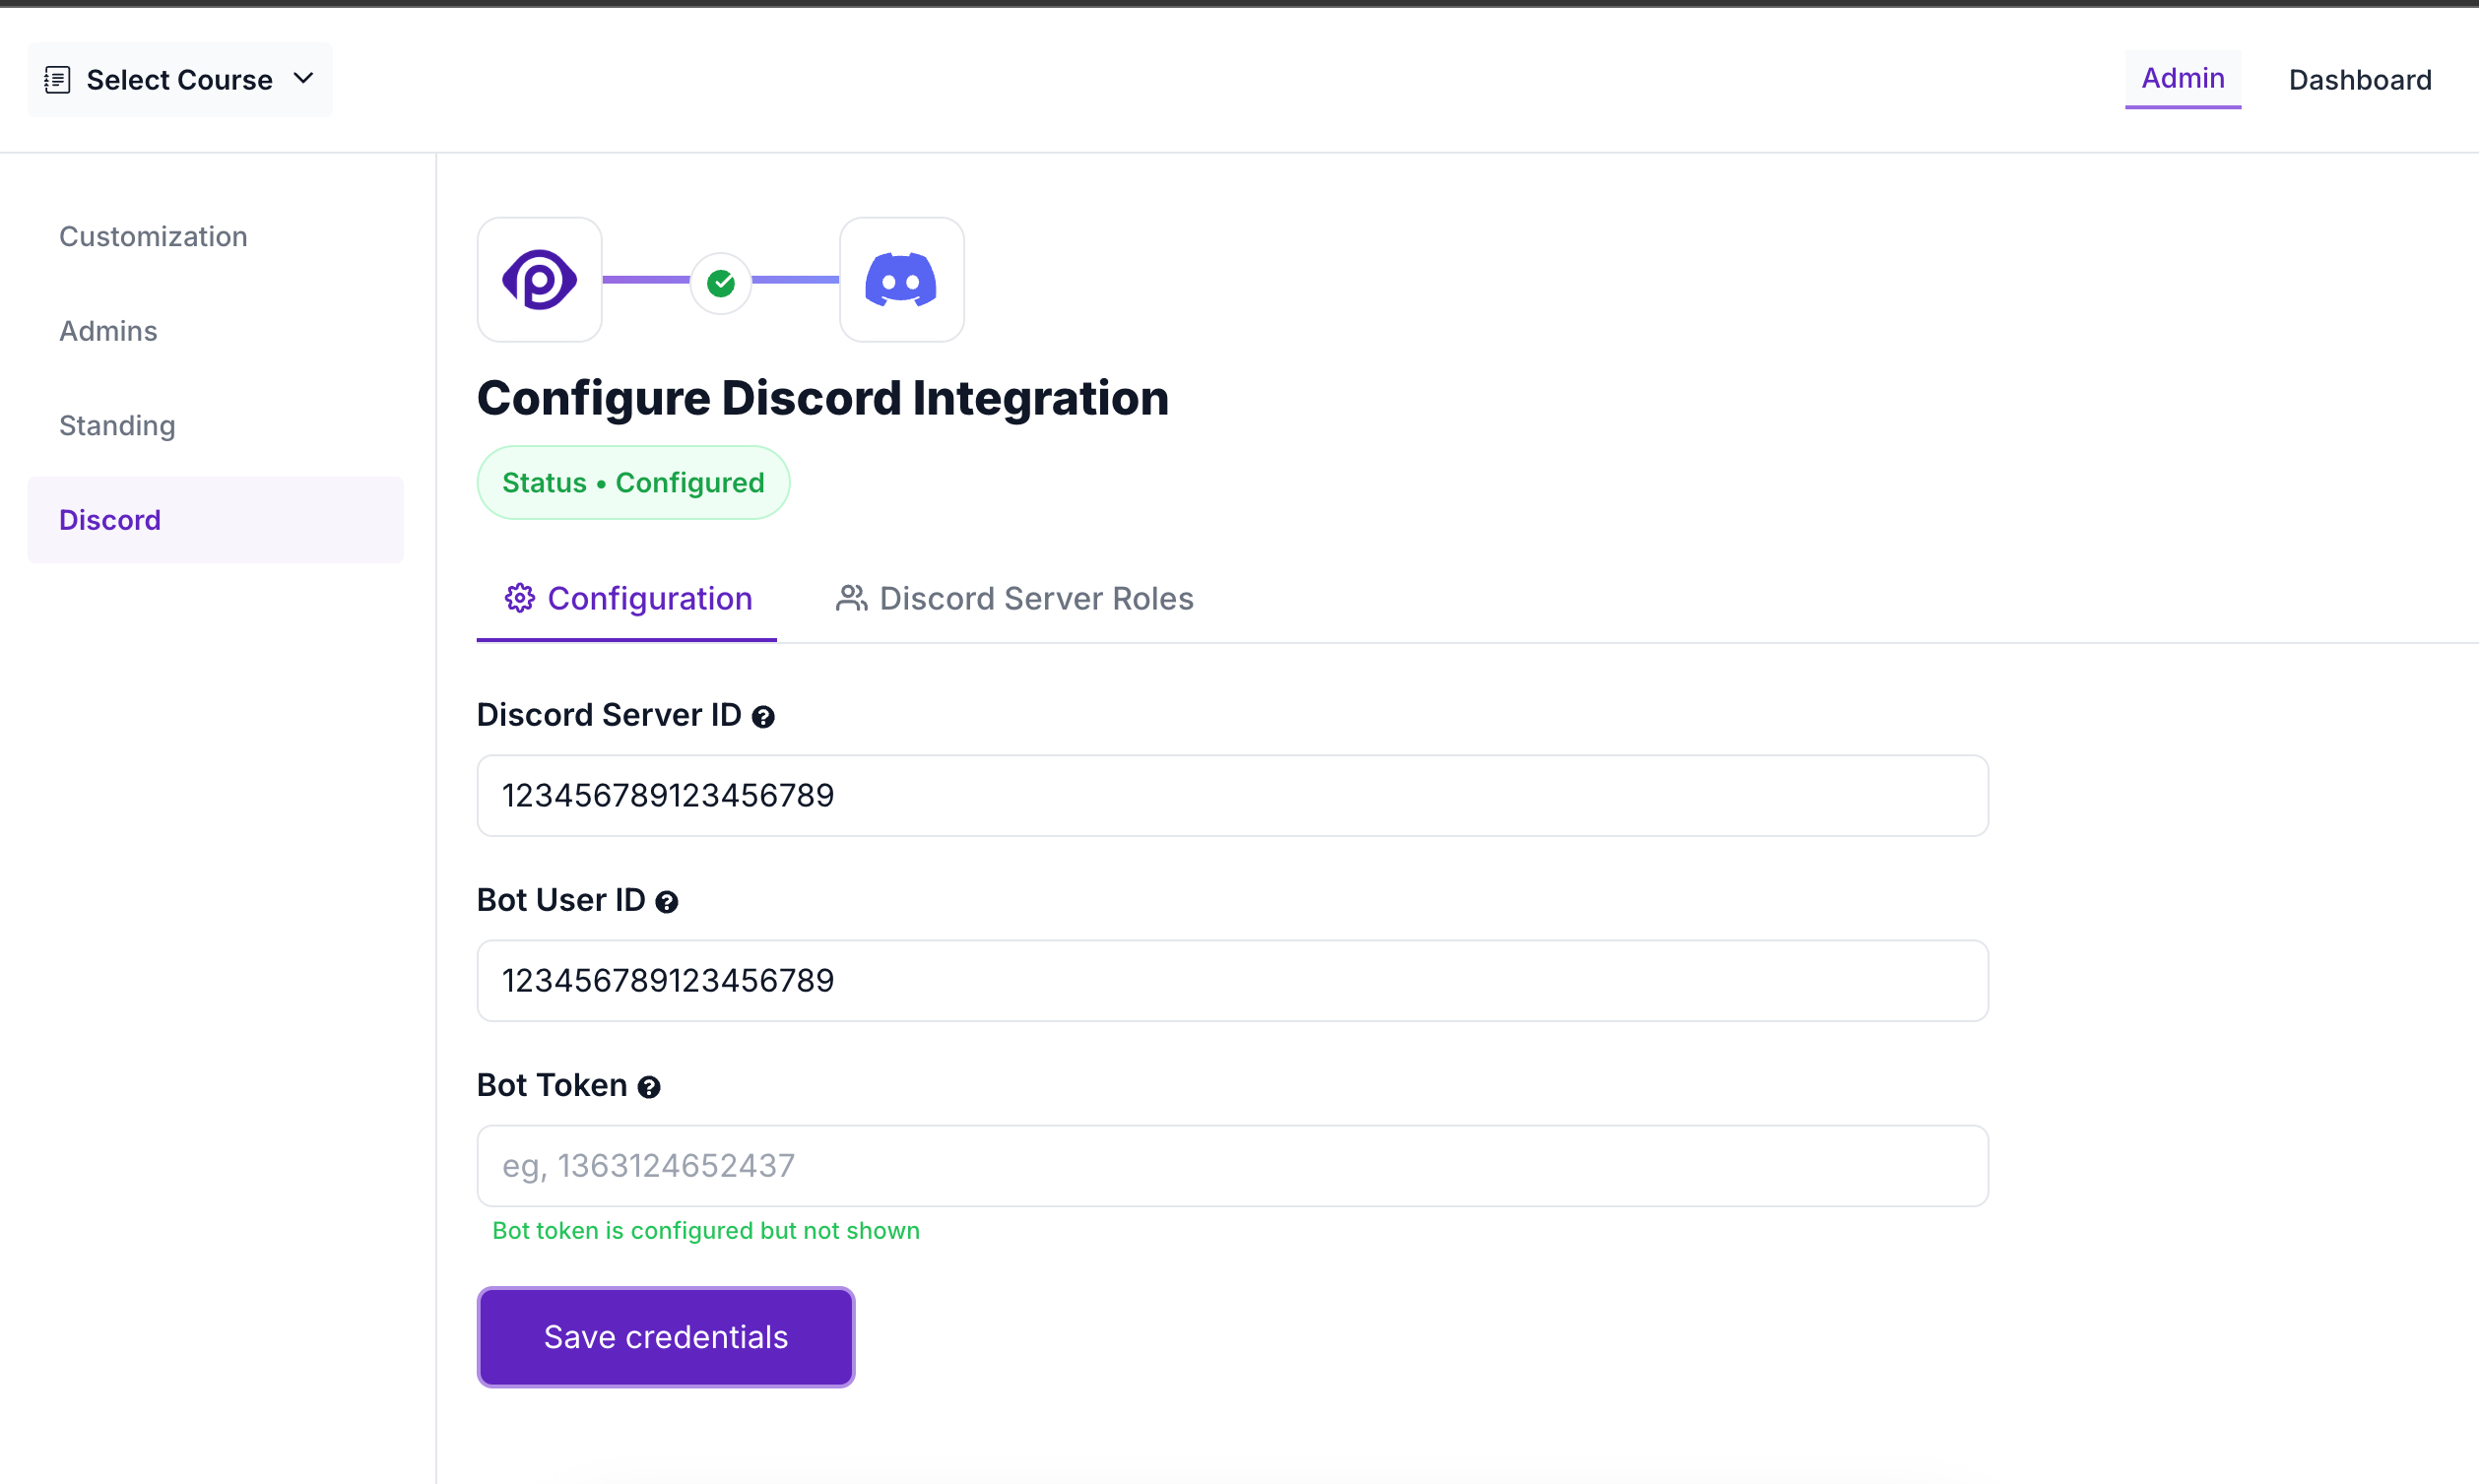 Select Course
Admin
Dashboard
Customization
Admins
Standing
Discord
Configure Discord Integration
Status • Configured
Configuration
Discord Server Roles
Discord Server ID
123456789123456789
Bot User ID
123456789123456789
Bot Token
eg, 1363124652437
Bot token is configured but not shown
Save credentials